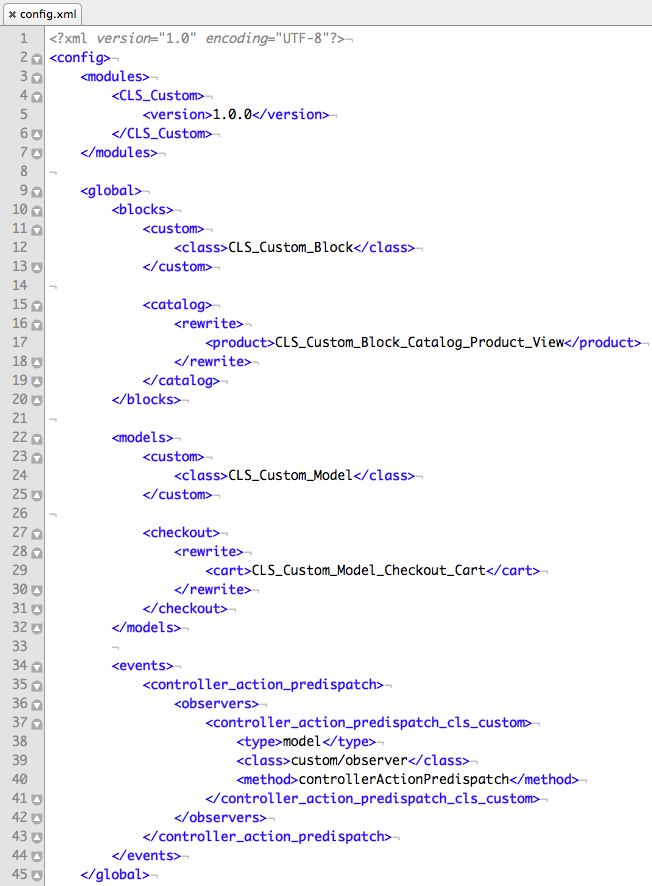 config.xml
1 <?xml version="1.0" encoding="UTF-8"?>¬
2 <config>¬
3     <modules>¬
4         <CLS_Custom>¬
5             <version>1.0.0</version>¬
6         </CLS_Custom>¬
7     </modules>¬
8 ¬
9     <global>¬
10         <blocks>¬
11             <custom>¬
12                 <class>CLS_Custom_Block</class>¬
13             </custom>¬
14 ¬
15             <catalog>¬
16                 <rewrite>¬
17                     <product>CLS_Custom_Block_Catalog_Product_View</product>¬
18                 </rewrite>¬
19             </catalog>¬
20         </blocks>¬
21 ¬
22         <models>¬
23             <custom>¬
24                 <class>CLS_Custom_Model</class>¬
25             </custom>¬
26 ¬
27             <checkout>¬
28                 <rewrite>¬
29                     <cart>CLS_Custom_Model_Checkout_Cart</cart>¬
30                 </rewrite>¬
31             </checkout>¬
32         </models>¬
33         ¬
34         <events>¬
35             <controller_action_predispatch>¬
36                 <observers>¬
37                     <controller_action_predispatch_cls_custom>¬
38                         <type>model</type>¬
39                         <class>custom/observer</class>¬
40                         <method>controllerActionPredispatch</method>¬
41                     </controller_action_predispatch_cls_custom>¬
42                 </observers>¬
43             </controller_action_predispatch>¬
44         </events>¬
45     </global>¬